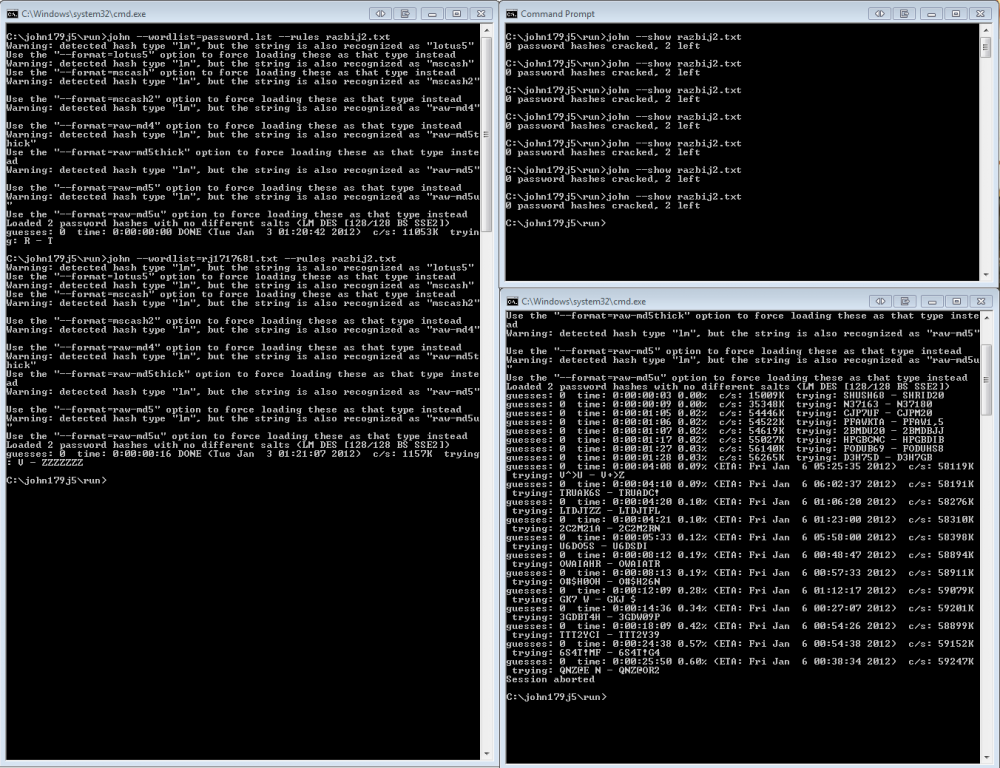 C:\Windows\system32\cmd.exe
C:\john179j5\run>john --wordlist=password.lst --rules razbij2.txt
Warning: detected hash type "lm", but the string is also recognized as "lotus5"
Use the "--format=lotus5" option to force loading these as that type instead
Warning: detected hash type "lm", but the string is also recognized as "mscash"
Use the "--format=mscash" option to force loading these as that type instead
Warning: detected hash type "lm", but the string is also recognized as "mscash2"
Use the "--format=mscash2" option to force loading these as that type instead
Warning: detected hash type "lm", but the string is also recognized as "raw-md4"
Use the "--format=raw-md4" option to force loading these as that type instead
Warning: detected hash type "lm", but the string is also recognized as "raw-md5t
hick"
Use the "--format=raw-md5thick" option to force loading these as that type inste
ad
Warning: detected hash type "lm", but the string is also recognized as "raw-md5"
Use the "--format=raw-md5" option to force loading these as that type instead
Warning: detected hash type "lm", but the string is also recognized as "raw-md5u
"
Use the "--format=raw-md5u" option to force loading these as that type instead
Loaded 2 password hashes with no different salts (LM DES [128/128 BS SSE2])
guesses: 0  time: 0:00:00:00 DONE (Tue Jan  3 01:20:42 2012)  c/s: 11053K  tryin
g: R - T
C:\john179j5\run>john --wordlist=rj1717681.txt --rules razbij2.txt
Warning: detected hash type "lm", but the string is also recognized as "lotus5"
Use the "--format=lotus5" option to force loading these as that type instead
Warning: detected hash type "lm", but the string is also recognized as "mscash"
Use the "--format=mscash" option to force loading these as that type instead
Warning: detected hash type "lm", but the string is also recognized as "mscash2"
Use the "--format=mscash2" option to force loading these as that type instead
Warning: detected hash type "lm", but the string is also recognized as "raw-md4"
Use the "--format=raw-md4" option to force loading these as that type instead
Warning: detected hash type "lm", but the string is also recognized as "raw-md5t
hick"
Use the "--format=raw-md5thick" option to force loading these as that type inste
ad
Warning: detected hash type "lm", but the string is also recognized as "raw-md5"
Use the "--format=raw-md5" option to force loading these as that type instead
Warning: detected hash type "lm", but the string is also recognized as "raw-md5u
"
Use the "--format=raw-md5u" option to force loading these as that type instead
Loaded 2 password hashes with no different salts (LM DES [128/128 BS SSE2])
guesses: 0  time: 0:00:00:16 DONE (Tue Jan  3 01:21:07 2012)  c/s: 1157K  trying
: V - ZZZZZZZ
C:\john179j5\run>
Command Prompt
C:\john179j5\run>john --show razbij2.txt
0 password hashes cracked, 2 left
C:\john179j5\run>john --show razbij2.txt
0 password hashes cracked, 2 left
C:\john179j5\run>john --show razbij2.txt
0 password hashes cracked, 2 left
C:\john179j5\run>john --show razbij2.txt
0 password hashes cracked, 2 left
C:\john179j5\run>john --show razbij2.txt
0 password hashes cracked, 2 left
C:\john179j5\run>john --show razbij2.txt
0 password hashes cracked, 2 left
C:\john179j5\run>john --show razbij2.txt
0 password hashes cracked, 2 left
C:\john179j5\run>
C:\Windows\system32\cmd.exe
Use the "--format=raw-md5thick" option to force loading these as that type inste
ad
Warning: detected hash type "lm", but the string is also recognized as "raw-md5"
Use the "--format=raw-md5" option to force loading these as that type instead
Warning: detected hash type "lm", but the string is also recognized as "raw-md5u
"
Use the "--format=raw-md5u" option to force loading these as that type instead
Loaded 2 password hashes with no different salts (LM DES [128/128 BS SSE2])
guesses: 0  time: 0:00:00:03 0.00%  c/s: 15009K  trying: SHUSH68 - SHRID20
guesses: 0  time: 0:00:00:09 0.00%  c/s: 35348K  trying: N37163 - N37180
guesses: 0  time: 0:00:01:05 0.02%  c/s: 54446K  trying: CJP7UF - CJPM20
guesses: 0  time: 0:00:01:06 0.02%  c/s: 54522K  trying: PFAWKTA - PFAW1,5
guesses: 0  time: 0:00:01:07 0.02%  c/s: 54619K  trying: 2BMDU20 - 2BMDBJJ
guesses: 0  time: 0:00:01:17 0.02%  c/s: 55027K  trying: HPGBCNC - HPGBDIB
guesses: 0  time: 0:00:01:27 0.03%  c/s: 56140K  trying: FODUB69 - FODUHS8
guesses: 0  time: 0:00:01:28 0.03%  c/s: 56265K  trying: D3H75D - D3H7GB
guesses: 0  time: 0:00:04:08 0.09% (ETA: Fri Jan  6 05:25:35 2012)  c/s: 58119K
trying: V^>U - V+>Z
guesses: 0  time: 0:00:04:10 0.09% (ETA: Fri Jan  6 06:02:37 2012)  c/s: 58191K
trying: TRUAK6S - TRUADC!
guesses: 0  time: 0:00:04:20 0.10% (ETA: Fri Jan  6 01:06:20 2012)  c/s: 58276K
trying: LIDJTZZ - LIDJTFL
guesses: 0  time: 0:00:04:21 0.10% (ETA: Fri Jan  6 01:23:00 2012)  c/s: 58310K
trying: 2C2M21A - 2C2M2RN
guesses: 0  time: 0:00:05:33 0.12% (ETA: Fri Jan  6 05:58:00 2012)  c/s: 58398K
trying: U6DO5S - U6DSDI
guesses: 0  time: 0:00:08:12 0.19% (ETA: Fri Jan  6 00:48:47 2012)  c/s: 58894K
trying: OWAIAHR - OWAIATR
guesses: 0  time: 0:00:08:13 0.19% (ETA: Fri Jan  6 00:57:33 2012)  c/s: 58911K
trying: O#$H0OH - O#$H26N
guesses: 0  time: 0:00:12:09 0.28% (ETA: Fri Jan  6 01:12:17 2012)  c/s: 59079K
trying: GK7 W - GKJ $
guesses: 0  time: 0:00:14:36 0.34% (ETA: Fri Jan  6 00:27:07 2012)  c/s: 59201K
trying: 3GDBT4H - 3GDW09P
guesses: 0  time: 0:00:18:09 0.42% (ETA: Fri Jan  6 00:54:26 2012)  c/s: 58899K
trying: TTT2YCI - TTT2Y39
guesses: 0  time: 0:00:24:38 0.57% (ETA: Fri Jan  6 00:54:38 2012)  c/s: 59152K
trying: 6S4T!MF - 6S4T!G4
guesses: 0  time: 0:00:25:50 0.60% (ETA: Fri Jan  6 00:38:34 2012)  c/s: 59247K
trying: QNZ@E N - QNZ@OR2
Session aborted
C:\john179j5\run>